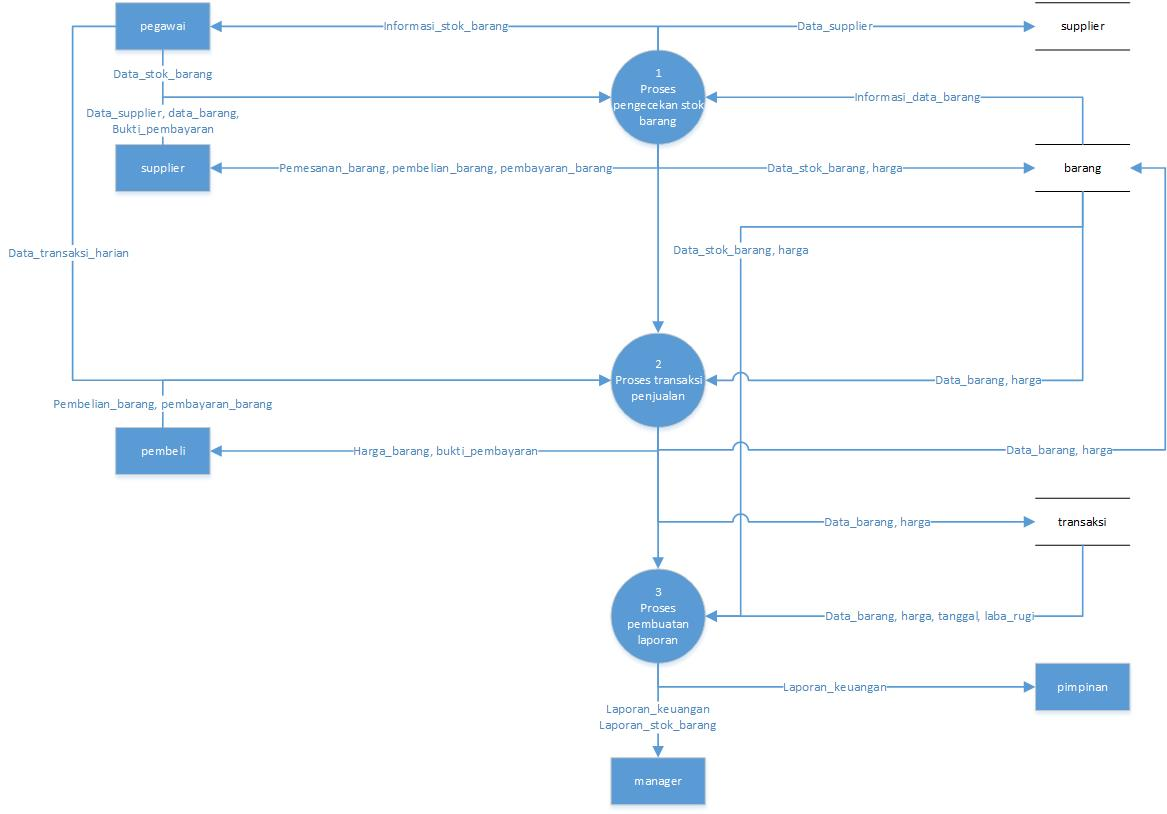 pegawai
Informasi_stok_barang
Data_supplier
supplier
Data_stok_barang
1
Proses
pengecekan stok
barang
Informasi_data_barang
Data_supplier, data_barang,
Bukti_pembayaran
supplier
Pemesanan_barang, pembelian_barang, pembayaran_barang
Data_stok_barang, harga
barang
Data_transaksi_harian
Data_stok_barang, harga
2
Proses transaksi
penjualan
Data_barang, harga
Pembelian_barang, pembayaran_barang
pembeli
Harga_barang, bukti_pembayaran
Data_barang, harga
Data_barang, harga
transaksi
3
Proses
pembuatan
laporan
Data_barang, harga, tanggal, laba_rugi
Laporan_keuangan
pimpinan
Laporan_keuangan
Laporan_stok_barang
manager